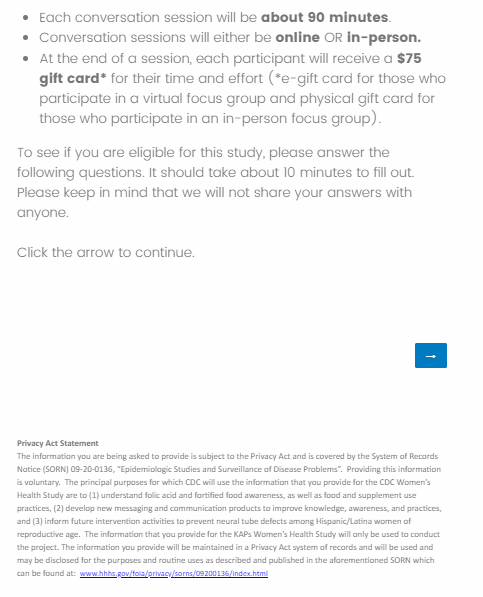 Each conversation session will be about 90 minutes.
Conversation sessions will either be online OR in-person.
At the end of a session, each participant will receive a $75
gift card* for their time and effort (*e-gift card for those who
participate in a virtual focus group and physical gift card for
those who participate in an in-person focus group).
To see if you are eligible for this study, please answer the
following questions. It should take about 10 minutes to fill out.
Please keep in mind that we will not share your answers with
anyone.
Click the arrow to continue.
→
Privacy Act Statement
The information you are being asked to provide is subject to the Privacy Act and is covered by the System of Records
Notice (SORN) 09-20-0136, "Epidemiologic Studies and Surveillance of Disease Problems". Providing this information
is voluntary. The principal purposes for which CDC will use the information that you provide for the CDC Women's
Health Study are to (1) understand folic acid and fortified food awareness, as well as food and supplement use
practices, (2) develop new messaging and communication products to improve knowledge, awareness, and practices,
and (3) inform future intervention activities to prevent neural tube defects among Hispanic/Latina women of
reproductive age. The information that you provide for the KAPs Women's Health Study will only be used to conduct
the project. The information you provide will be maintained in a Privacy Act system of records and will be used and
may be disclosed for the purposes and routine uses as described and published in the aforementioned SORN which
can be found at: www.hhhs.gov/foia/privacy/sorns/09200136/index.html